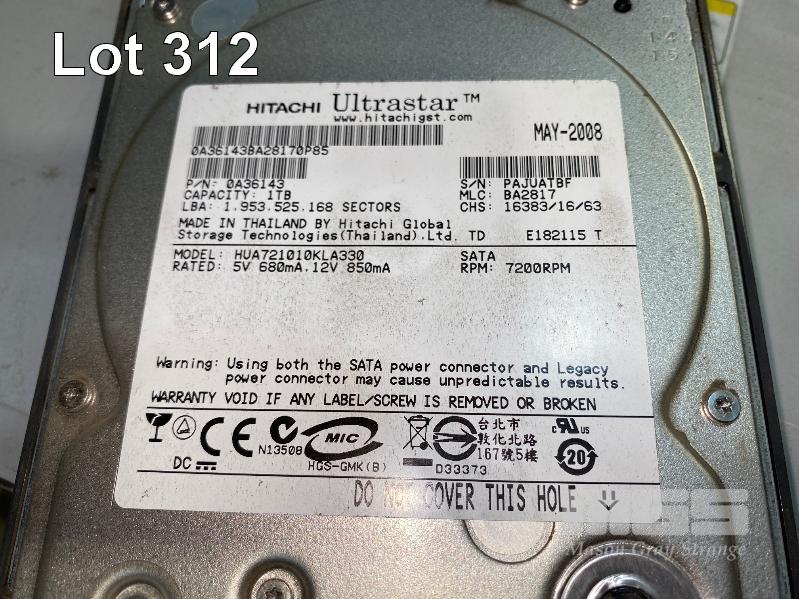 Lot 312
HITACHI Ultrastar™
www.hitachigst.com
MAY-2008
0A36143BA28170P85
P/N: 0A36143
S/N: PAJUATBF
CAPACITY: 1TB
MLC: BA2817
LBA: 1.953.525.168 SECTORS
CHS: 16383/16/63
MADE IN THAILAND BY Hitachi Global
Storage Technologies(Thailand).Ltd. TD E182115 T
MODEL: HUA721010KLA330
SATA
RATED: 5V 680mA.12V 850mA
RPM: 7200RPM
Warning: Using both the SATA power connector and Legacy
power connector may cause unpredictable results.
WARRANTY VOID IF ANY LABEL/SCREW IS REMOVED OR BROKEN
台北市
敦化北路
167號5樓
CE
N13508
MIC
HGS-GMK(B)
D33373
c US
20
DC
DO NOT COVER THIS HOLE
MGS
Mason Gray Strange
14
15